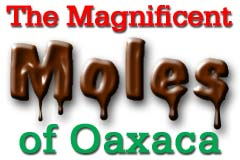 The Magnificent
Moles
of Oaxaca